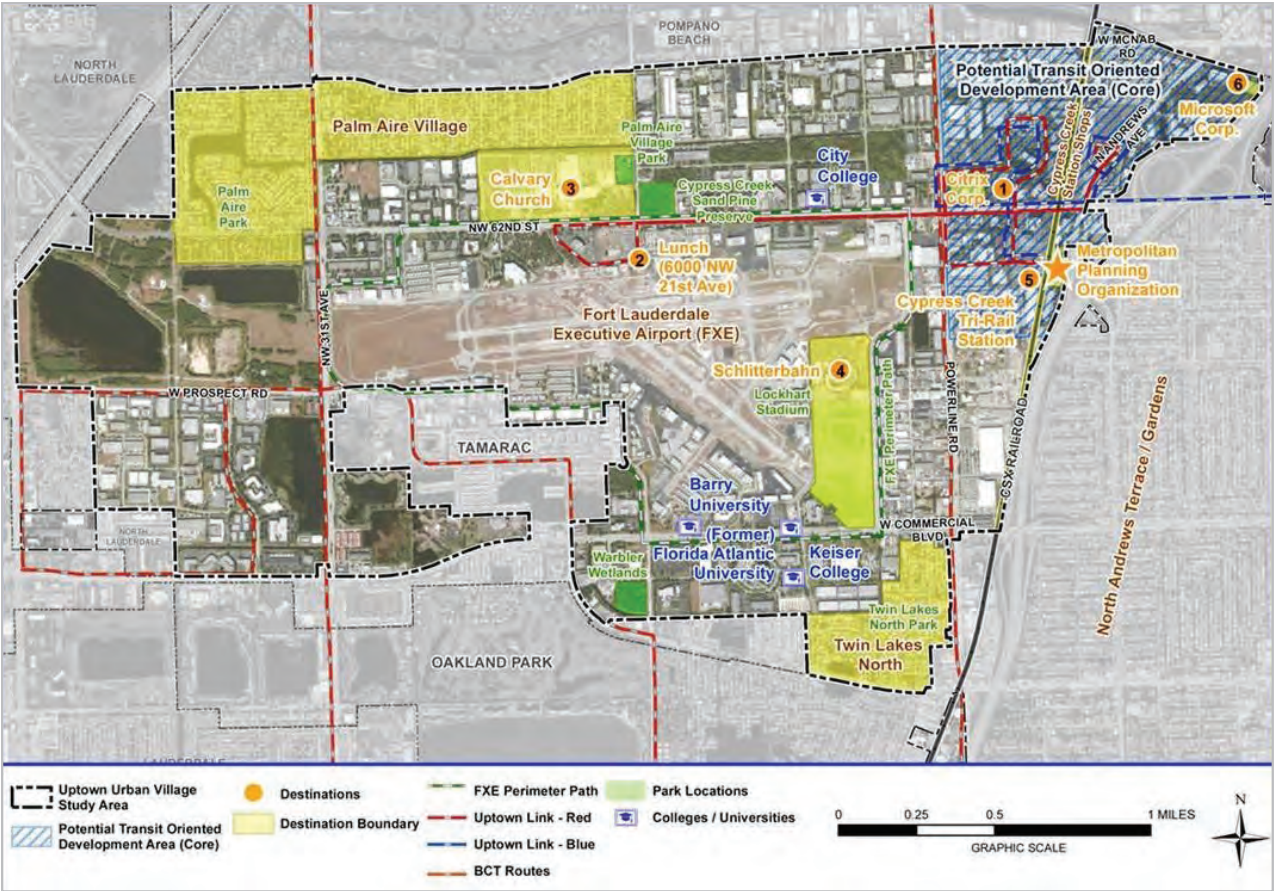 POMPANO
BEACH
NORTH
LAUDERDALE
W MCNAB
RD
Potential Transit Oriented
Development Area (Core)
6
Microsoft
Corp.
Palm Aire Village
Palm Aire
Village
Park
Cypress Creek
Station Shops
N ANDREWS
AVE
City
College
Calvary
Church
3
Palm
Aire
Park
Cypress Creek
Sand Pine
Preserve
Citrix
Corp.
1
NW 62ND ST
2
Lunch
(6000 NW
21st Ave)
Metropolitan
Planning
Organization
5
Cypress Creek
Tri-Rail
Station
NW 31ST AVE
Fort Lauderdale
Executive Airport (FXE)
Schlitterbahn
4
Lockhart
Stadium
FXE Perimeter Path
POWERLINE RD
W PROSPECT RD
CSX RAILROAD
TAMARAC
North Andrews Terrace / Gardens
Barry
University
(Former)
Florida Atlantic
University
Keiser
College
W COMMERCIAL
BLVD
NORTH
LAUDERDALE
Warbler
Wetlands
Twin Lakes
North Park
Twin Lakes
North
OAKLAND PARK
LAUDERDALE
Uptown Urban Village
Study Area
Potential Transit Oriented
Development Area (Core)
Destinations
Destination Boundary
FXE Perimeter Path
Uptown Link - Red
Uptown Link - Blue
BCT Routes
Park Locations
Colleges / Universities
0 0.25 0.5 1 MILES
GRAPHIC SCALE
N